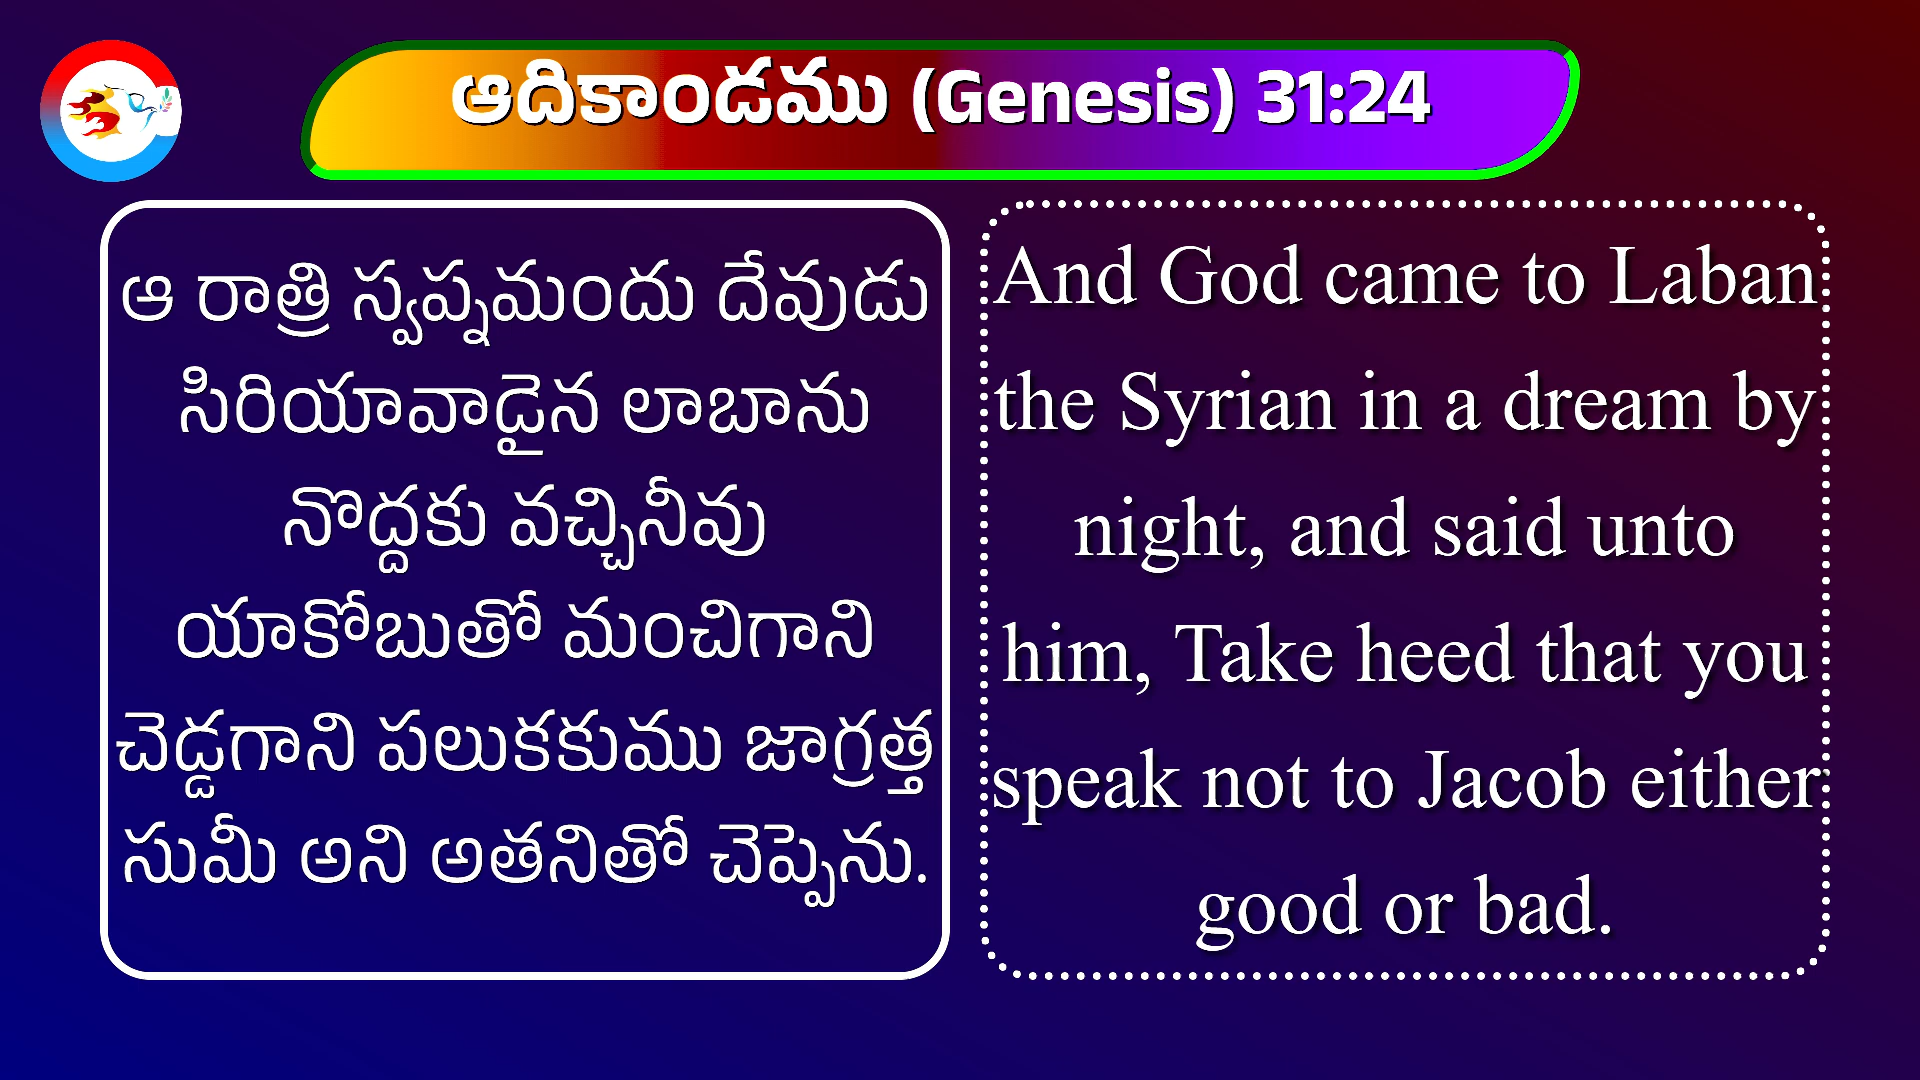 ఆదికాండము (Genesis) 31:24
ఆ రాత్రి స్వప్నమందు దేవుడు
సిరియావాడైన లాబాను
నొద్దకు వచ్చినీవు
యాకోబుతో మంచిగాని
చెడ్డగాని పలుకకుము జాగ్రత్త
సుమీ అని అతనితో చెప్పెను.
And God came to Laban
the Syrian in a dream by
night, and said unto
him, Take heed that you
speak not to Jacob either
good or bad.